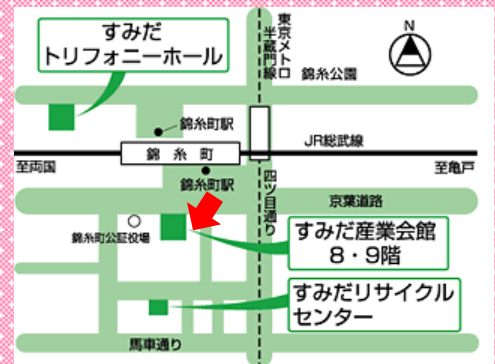 すみだ
トリフォニーホール
東京メトロ
半蔵門線
N
錦糸公園
錦糸町駅
JR総武線
錦糸町
至両国
至亀戸
錦糸町駅
四ツ目通り
京葉道路
錦糸町公証役場
すみだ産業会館
8・9階
すみだリサイクル
センター
馬車通り